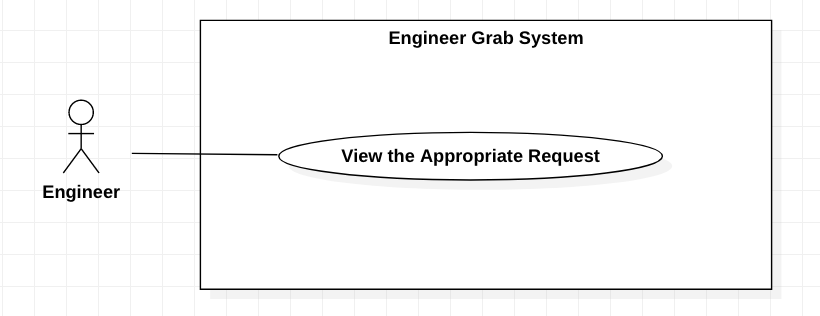 Engineer Grab System
View the Appropriate Request
Engineer